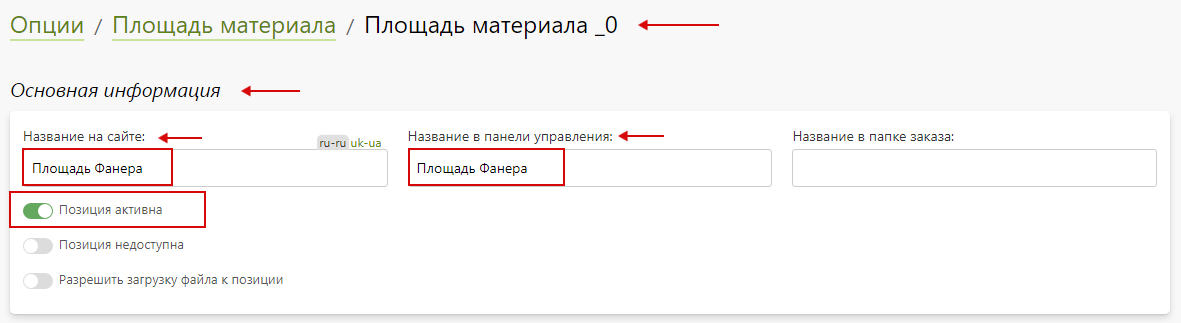 Опции / Площадь материала / Площадь материала _0
Основная информация
Название на сайте: ru-ru uk-ua Название в панели управления: Название в папке заказа:
Площадь Фанера Площадь Фанера
Позиция активна
Позиция недоступна
Разрешить загрузку файла к позиции